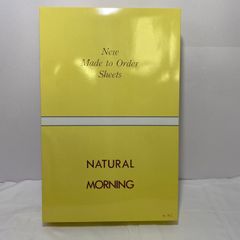 New
Made to Order
Sheets
NATURAL
MORNING